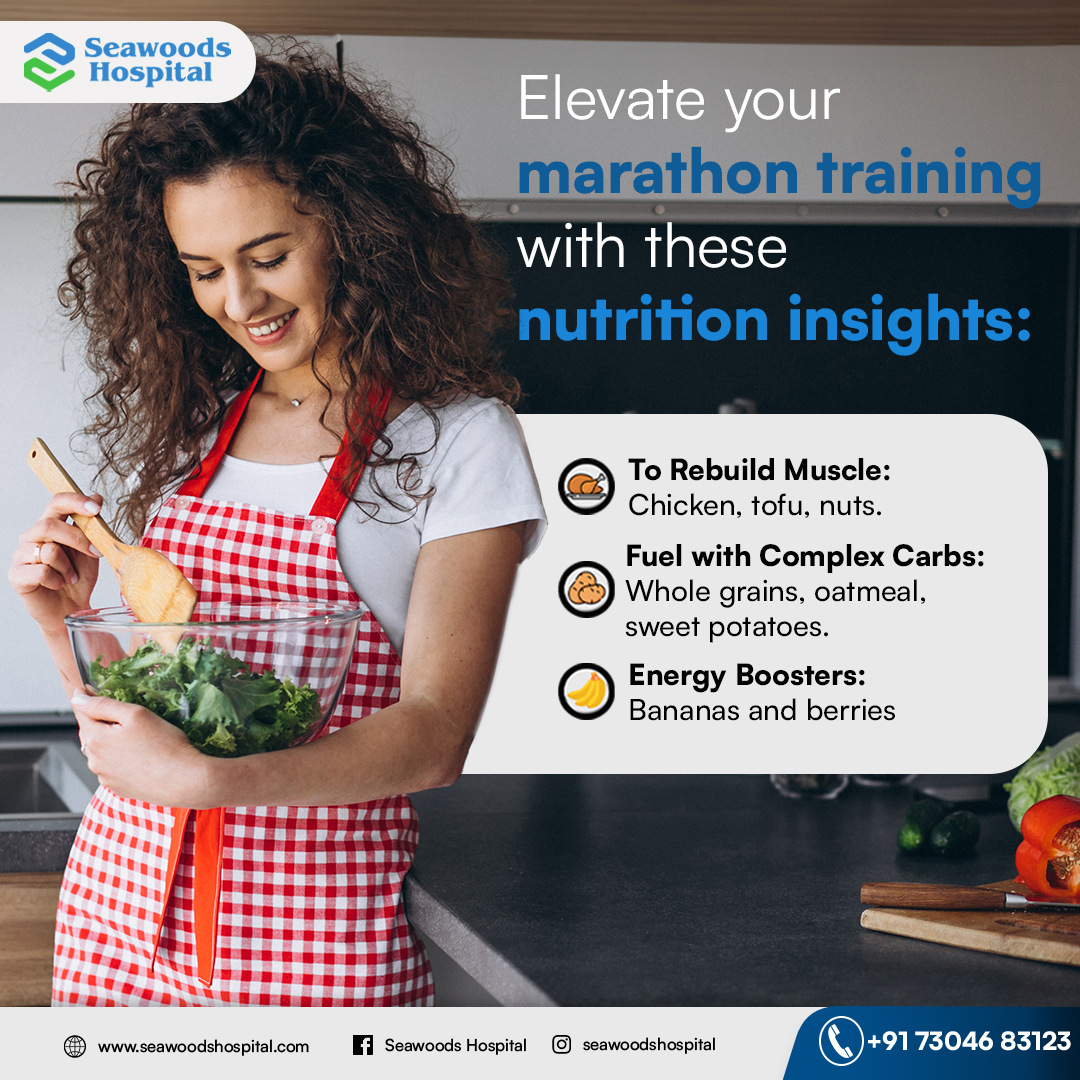 Seawoods
Hospital
Elevate your
marathon training
with these
nutrition insights:
To Rebuild Muscle:
Chicken, tofu, nuts.
Fuel with Complex Carbs:
Whole grains, oatmeal,
sweet potatoes.
Energy Boosters:
Bananas and berries
www.seawoodshospital.com
Seawoods Hospital
seawoodshospital
+91 73046 83123